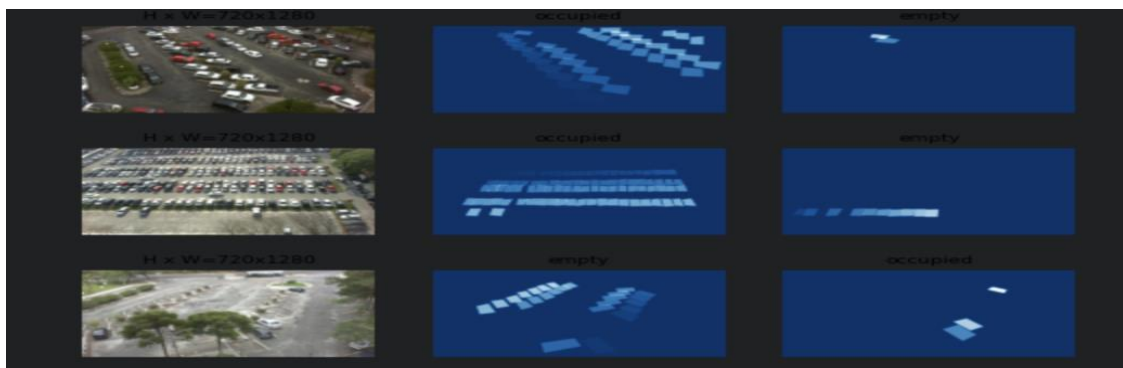 H x W=720x1280 occupied empty
H x W=720x1280 occupied empty
H x W=720x1280 empty occupied